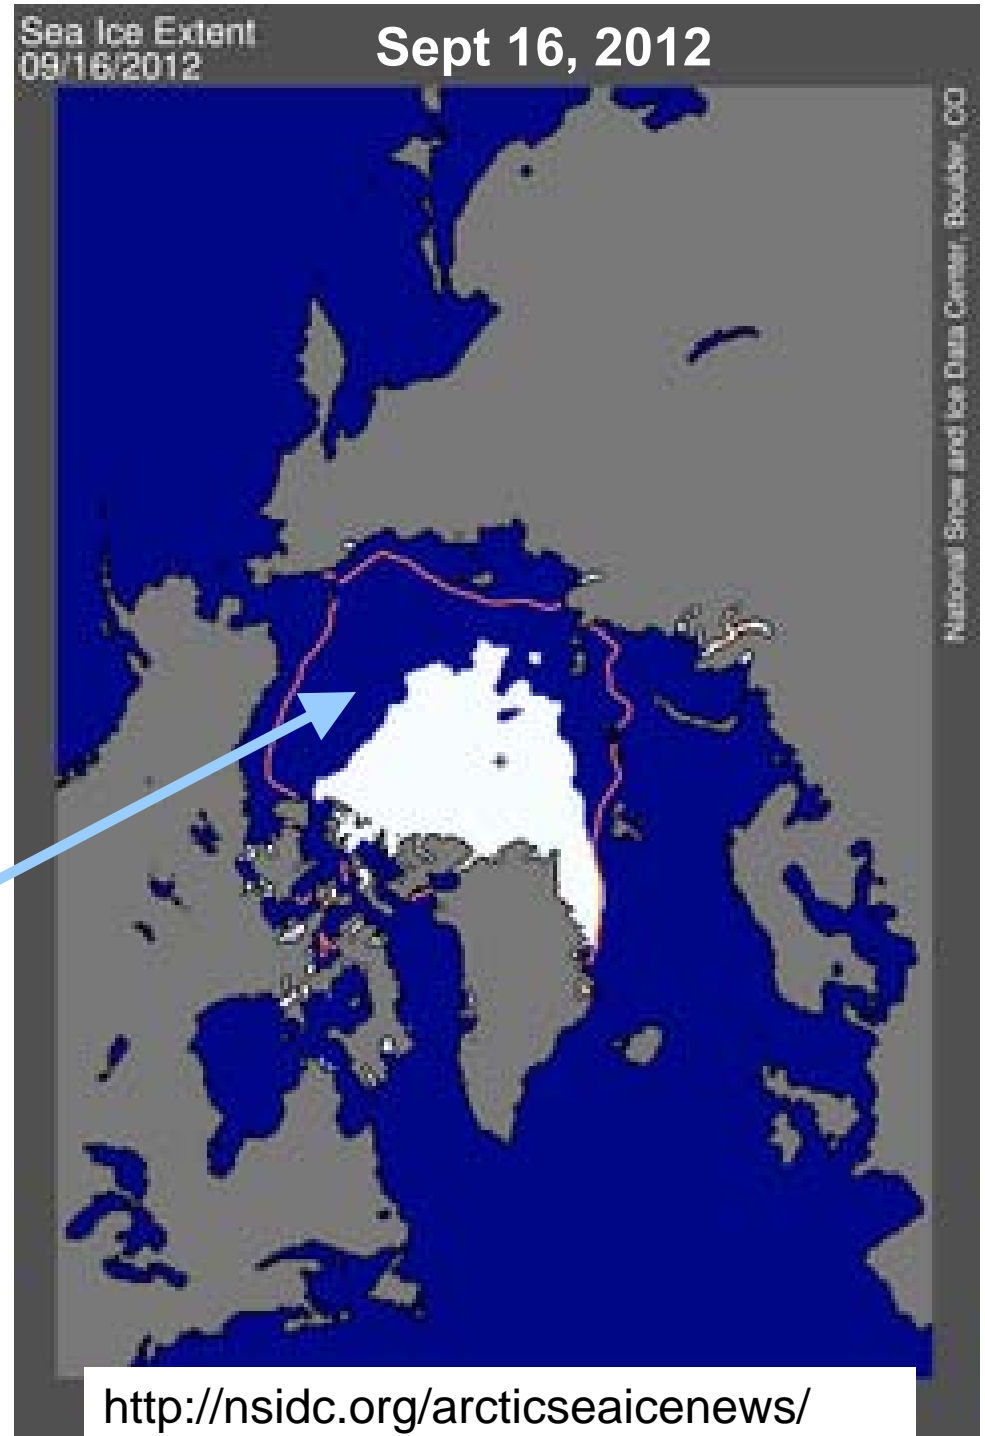 Sea Ice Extent
09/16/2012
Sept 16, 2012
National Snow and Ice Data Center, Boulder, CO
http://nsidc.org/arcticseaicenews/